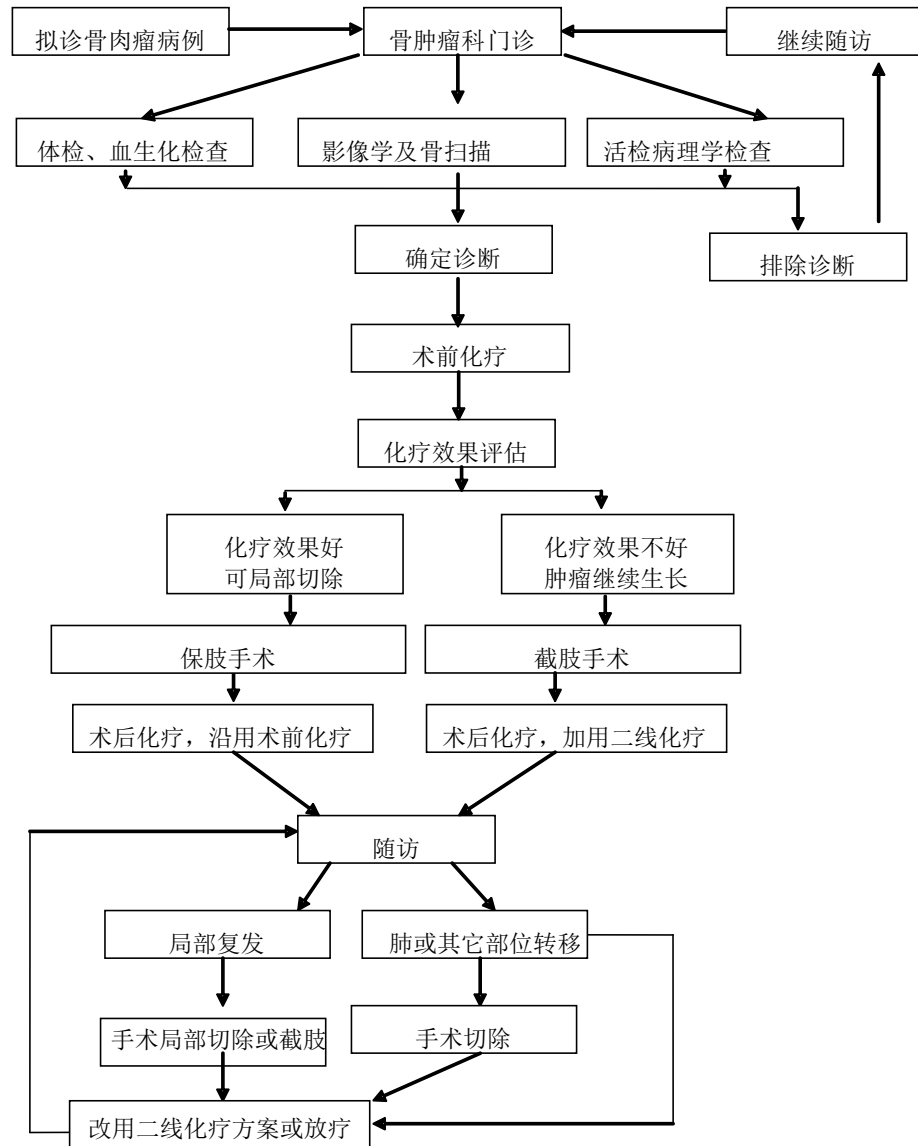 拟诊骨肉瘤病例
骨肿瘤科门诊
继续随访
体检、血生化检查
影像学及骨扫描
活检病理学检查
确定诊断
排除诊断
术前化疗
化疗效果评估
化疗效果好
可局部切除
化疗效果不好
肿瘤继续生长
保肢手术
截肢手术
术后化疗，沿用术前化疗
术后化疗，加用二线化疗
随访
局部复发
肺或其它部位转移
手术局部切除或截肢
手术切除
改用二线化疗方案或放疗